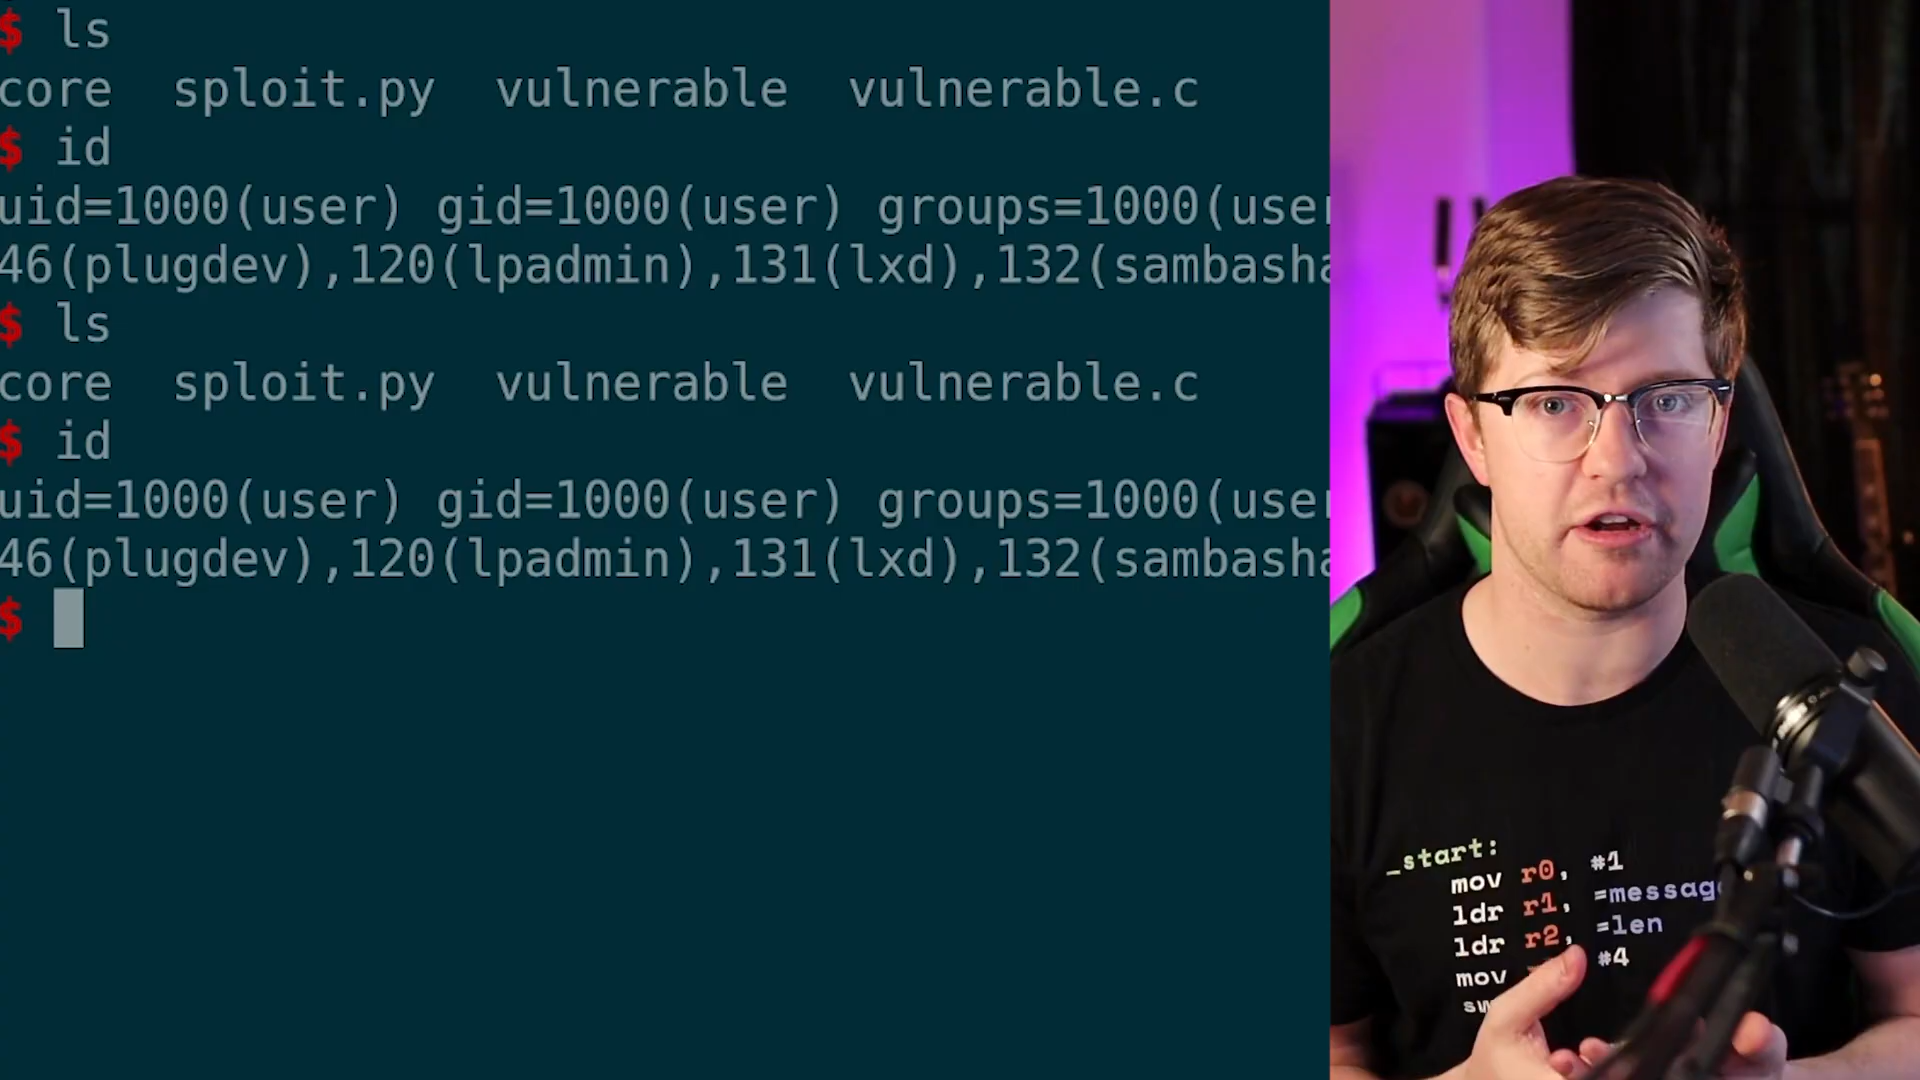 $ ls
core sploit.py vulnerable vulnerable.c
$ id
uid=1000(user) gid=1000(user) groups=1000(user
46(plugdev),120(lpadmin),131(lxd),132(sambasha
$ ls
core sploit.py vulnerable vulnerable.c
$ id
uid=1000(user) gid=1000(user) groups=1000(user
46(plugdev),120(lpadmin),131(lxd),132(sambasha
$
_start:
mov r0, #1
ldr r1, =message
ldr r2, =len
mov #4
sw